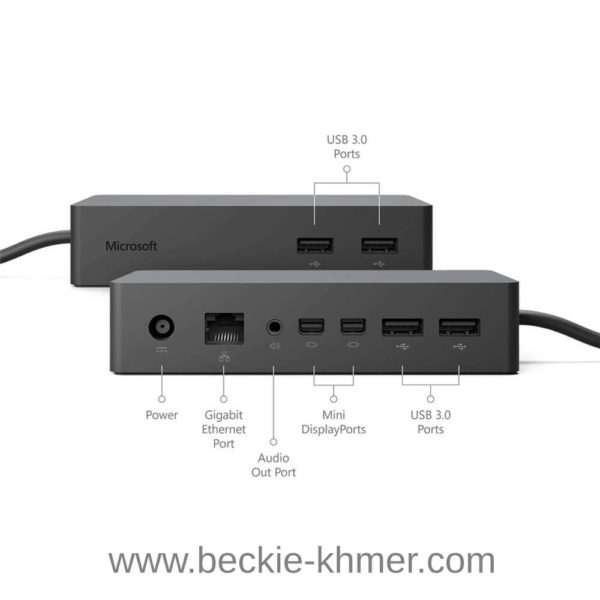 USB 3.0
Ports
Microsoft
Power
Gigabit
Ethernet
Port
Audio
Out Port
Mini
DisplayPorts
USB 3.0
Ports
www.beckie-khmer.com